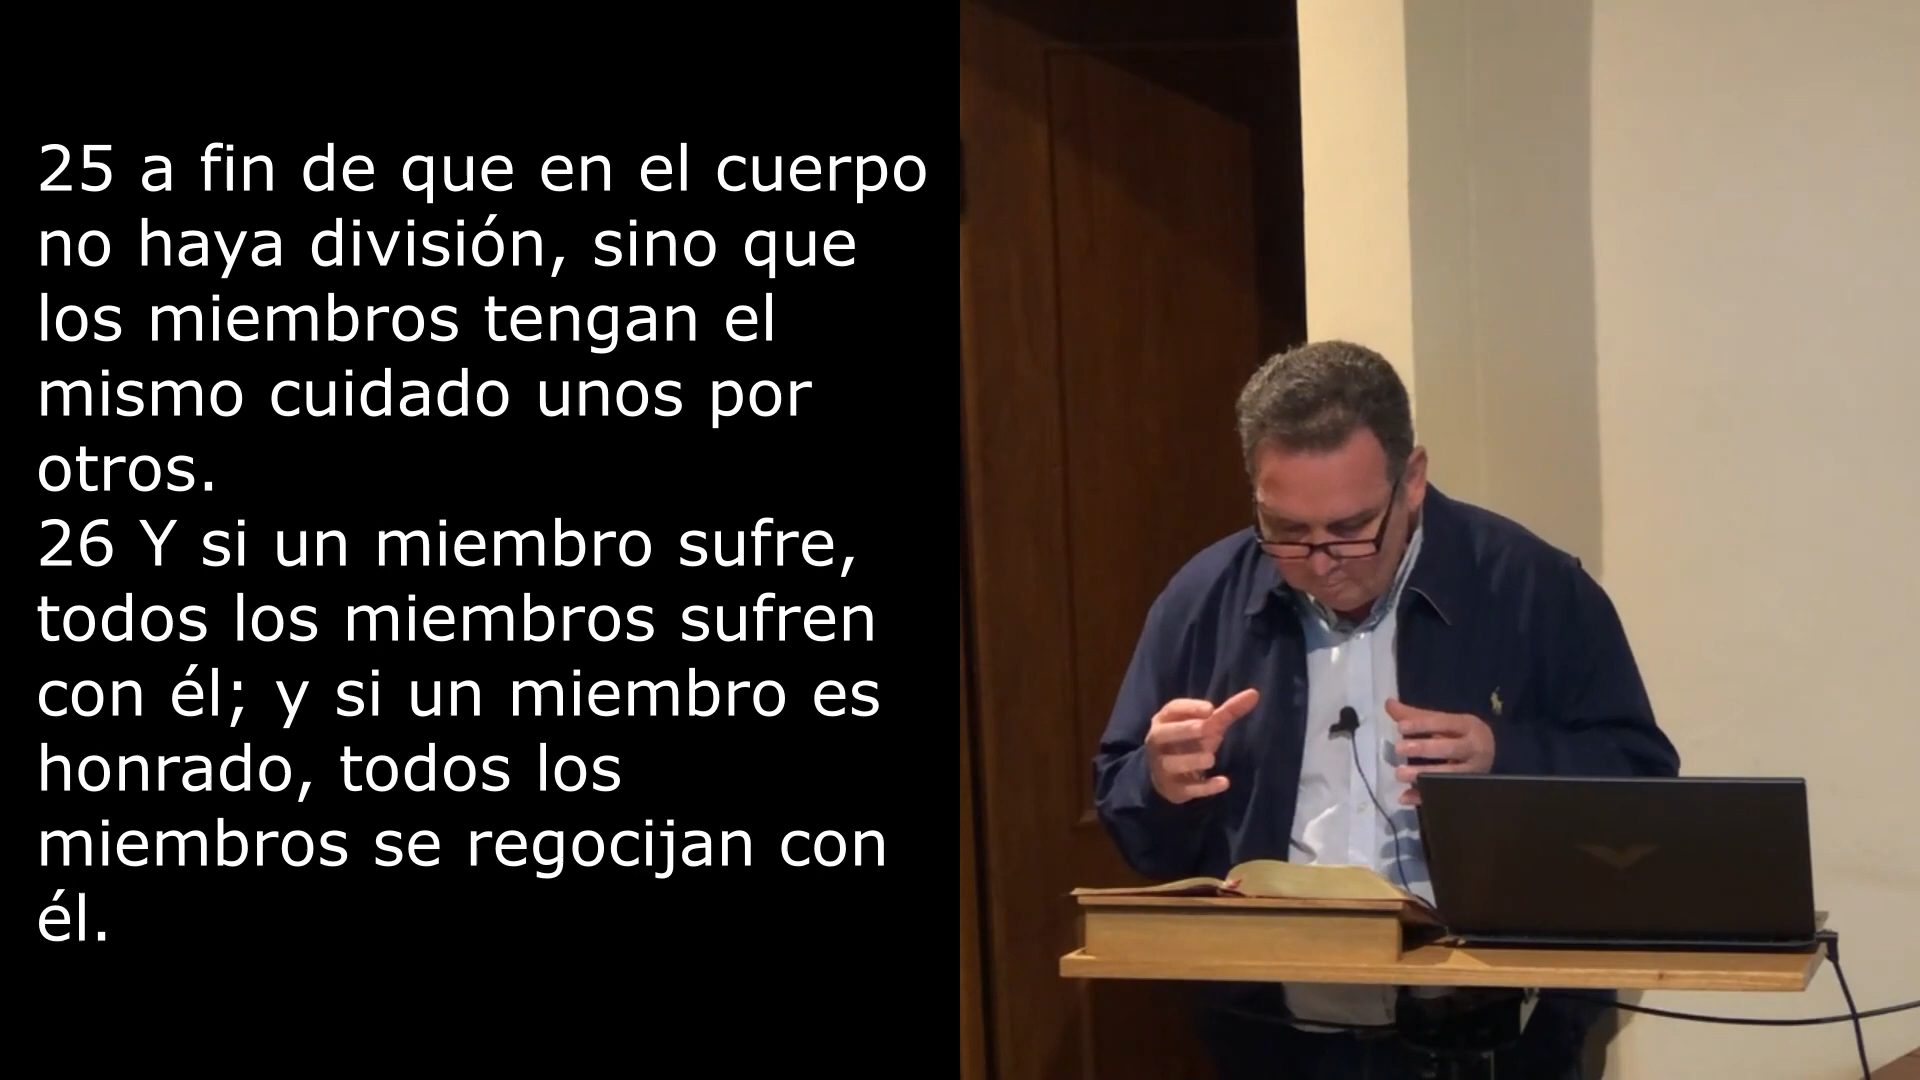 25 a fin de que en el cuerpo
no haya división, sino que
los miembros tengan el
mismo cuidado unos por
otros.
26 Y si un miembro sufre,
todos los miembros sufren
con él; y si un miembro es
honrado, todos los
miembros se regocijan con
él.